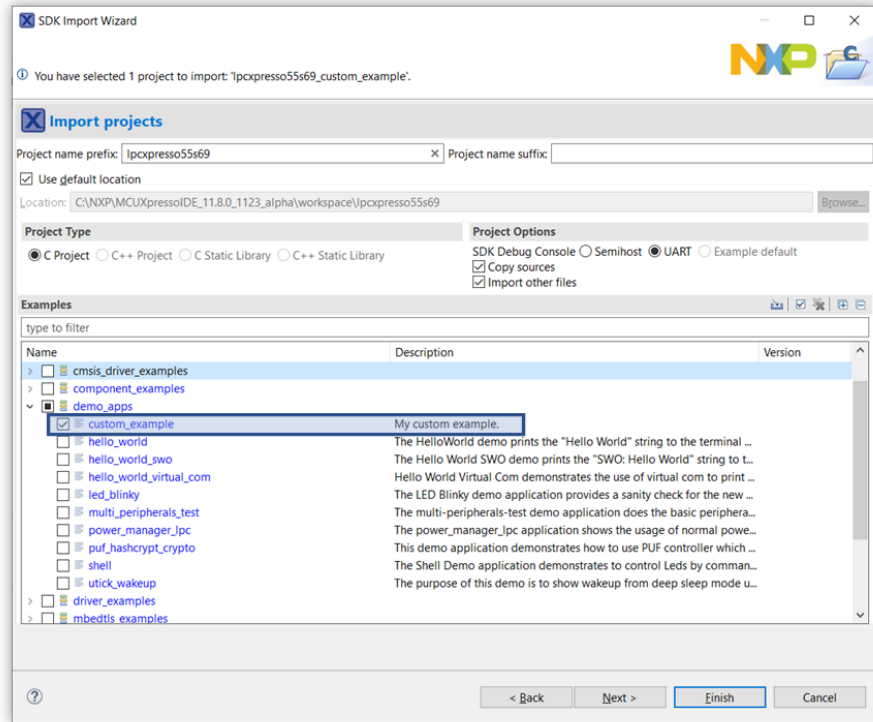 SDK Import Wizard
You have selected 1 project to import: 'lpcxpresso55s69_custom_example'.
NXP
Import projects
Project name prefix: lpcxpresso55s69 Project name suffix:
Use default location
Location: C:\NXP\MCUXpressoIDE_11.8.0_1123_alpha\workspace\lpcxpresso55s69 Browse...
Project Type Project Options
C Project C++ Project C Static Library C++ Static Library SDK Debug Console Semihost UART Example default
Copy sources
Import other files
Examples
type to filter
Name Description Version
cmsis_driver_examples
component_examples
demo_apps
custom_example My custom example.
hello_world The HelloWorld demo prints the "Hello World" string to the terminal ...
hello_world_swo The Hello World SWO demo prints the "SWO: Hello World" string to t...
hello_world_virtual_com Hello World Virtual Com demonstrates the use of virtual com to print ...
led_blinky The LED Blinky demo application provides a sanity check for the new ...
multi_peripherals_test The multi-peripherals-test demo application does the basic periphera...
power_manager_lpc The power_manager_lpc application shows the usage of normal powe...
puf_hashcrypt_crypto This demo application demonstrates how to use PUF controller which ...
shell The Shell Demo application demonstrates to control Leds by comman...
utick_wakeup The purpose of this demo is to show wakeup from deep sleep mode u...
driver_examples
mbedtls_examples
< Back Next > Finish Cancel